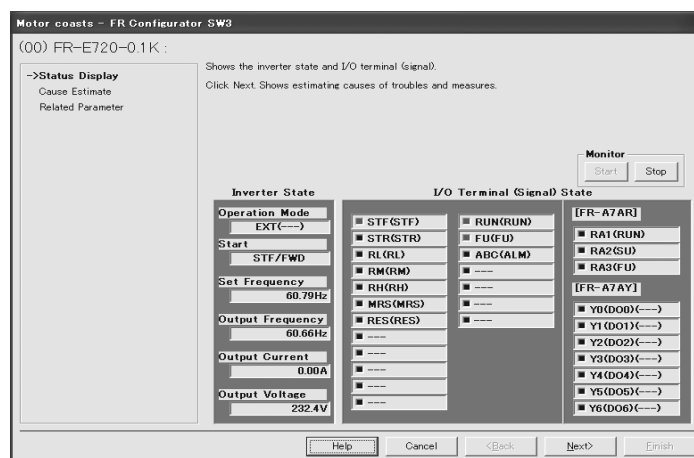 Motor coasts - FR Configurator SW3
(00) FR-E720-0.1K :
->Status Display
Cause Estimate
Related Parameter
Shows the inverter state and I/O terminal (signal).
Click Next. Shows estimating causes of troubles and measures.
Monitor
Start
Stop
Inverter State
Operation Mode
EXT(---)
Start
STF/FWD
Set Frequency
60.79Hz
Output Frequency
60.66Hz
Output Current
0.00A
Output Voltage
232.4V
I/O Terminal (Signal) State
STF(STF)
STR(STR)
RL(RL)
RM(RM)
RH(RH)
MRS(MRS)
RES(RES)
---
---
---
---
---
RUN(RUN)
FU(FU)
ABC(ALM)
---
---
---
---
[FR-A7AR]
RA1(RUN)
RA2(SU)
RA3(FU)
[FR-A7AY]
Y0(DO0)(---)
Y1(DO1)(---)
Y2(DO2)(---)
Y3(DO3)(---)
Y4(DO4)(---)
Y5(DO5)(---)
Y6(DO6)(---)
Help
Cancel
<Back
Next>
Finish